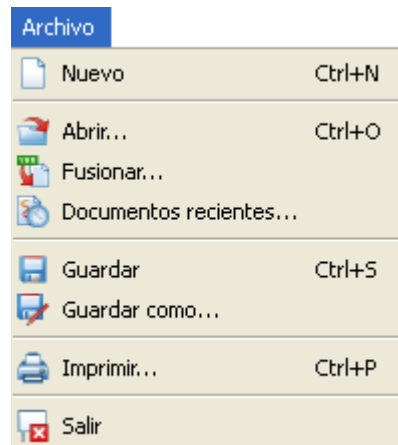 Archivo
Nuevo Ctrl+N
Abrir... Ctrl+O
Fusionar...
Documentos recientes...
Guardar Ctrl+S
Guardar como...
Imprimir... Ctrl+P
Salir